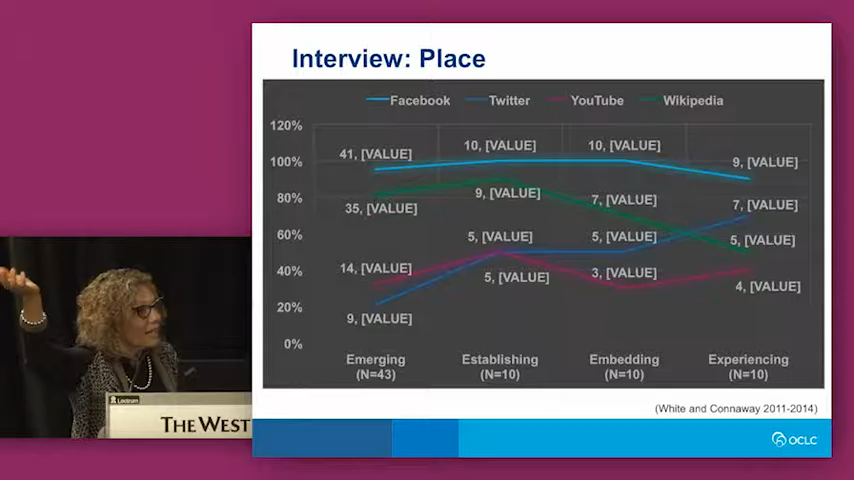 Interview: Place
Facebook Twitter YouTube Wikipedia
120%
100%
80%
60%
40%
20%
0%
41, [VALUE]
10, [VALUE]
10, [VALUE]
9, [VALUE]
35, [VALUE]
9, [VALUE]
7, [VALUE]
7, [VALUE]
5, [VALUE]
5, [VALUE]
5, [VALUE]
14, [VALUE]
5, [VALUE]
3, [VALUE]
4, [VALUE]
9, [VALUE]
Emerging (N=43)
Establishing (N=10)
Embedding (N=10)
Experiencing (N=10)
(White and Connaway 2011-2014)
OCLC
Lectrum
THE WEST